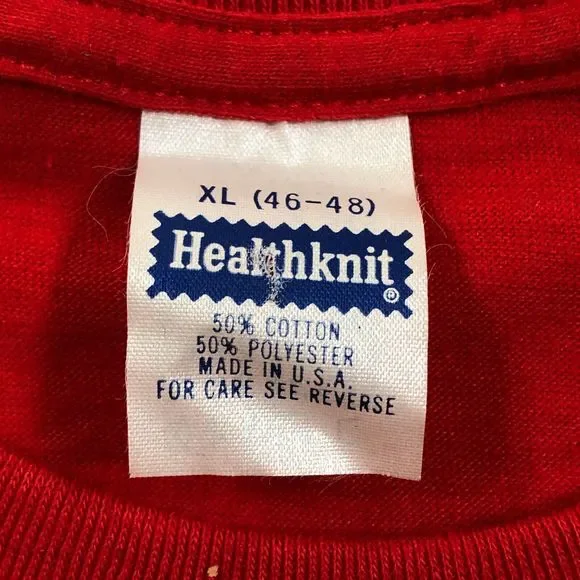 XL (46-48)
Healthknit®
50% COTTON
50% POLYESTER
MADE IN U.S.A.
FOR CARE SEE REVERSE